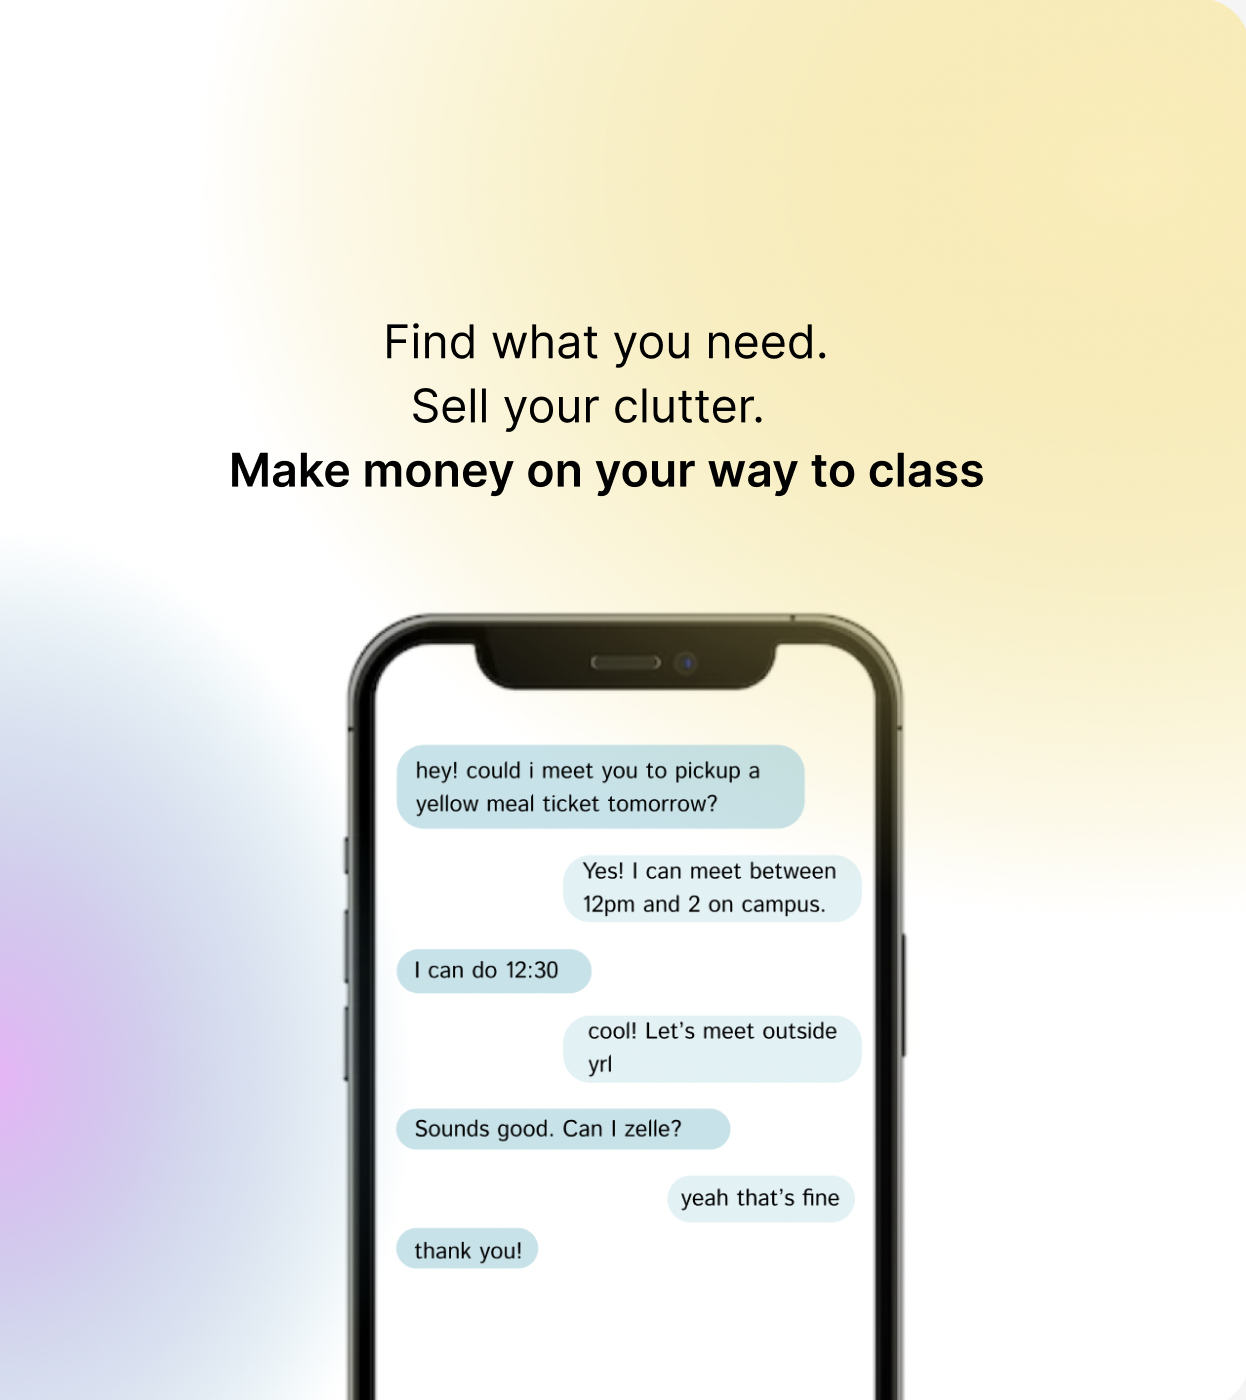 Find what you need.
Sell your clutter.
Make money on your way to class
hey! could i meet you to pickup a
yellow meal ticket tomorrow?
Yes! I can meet between
12pm and 2 on campus.
I can do 12:30
cool! Let’s meet outside
yrl
Sounds good. Can I zelle?
yeah that’s fine
thank you!